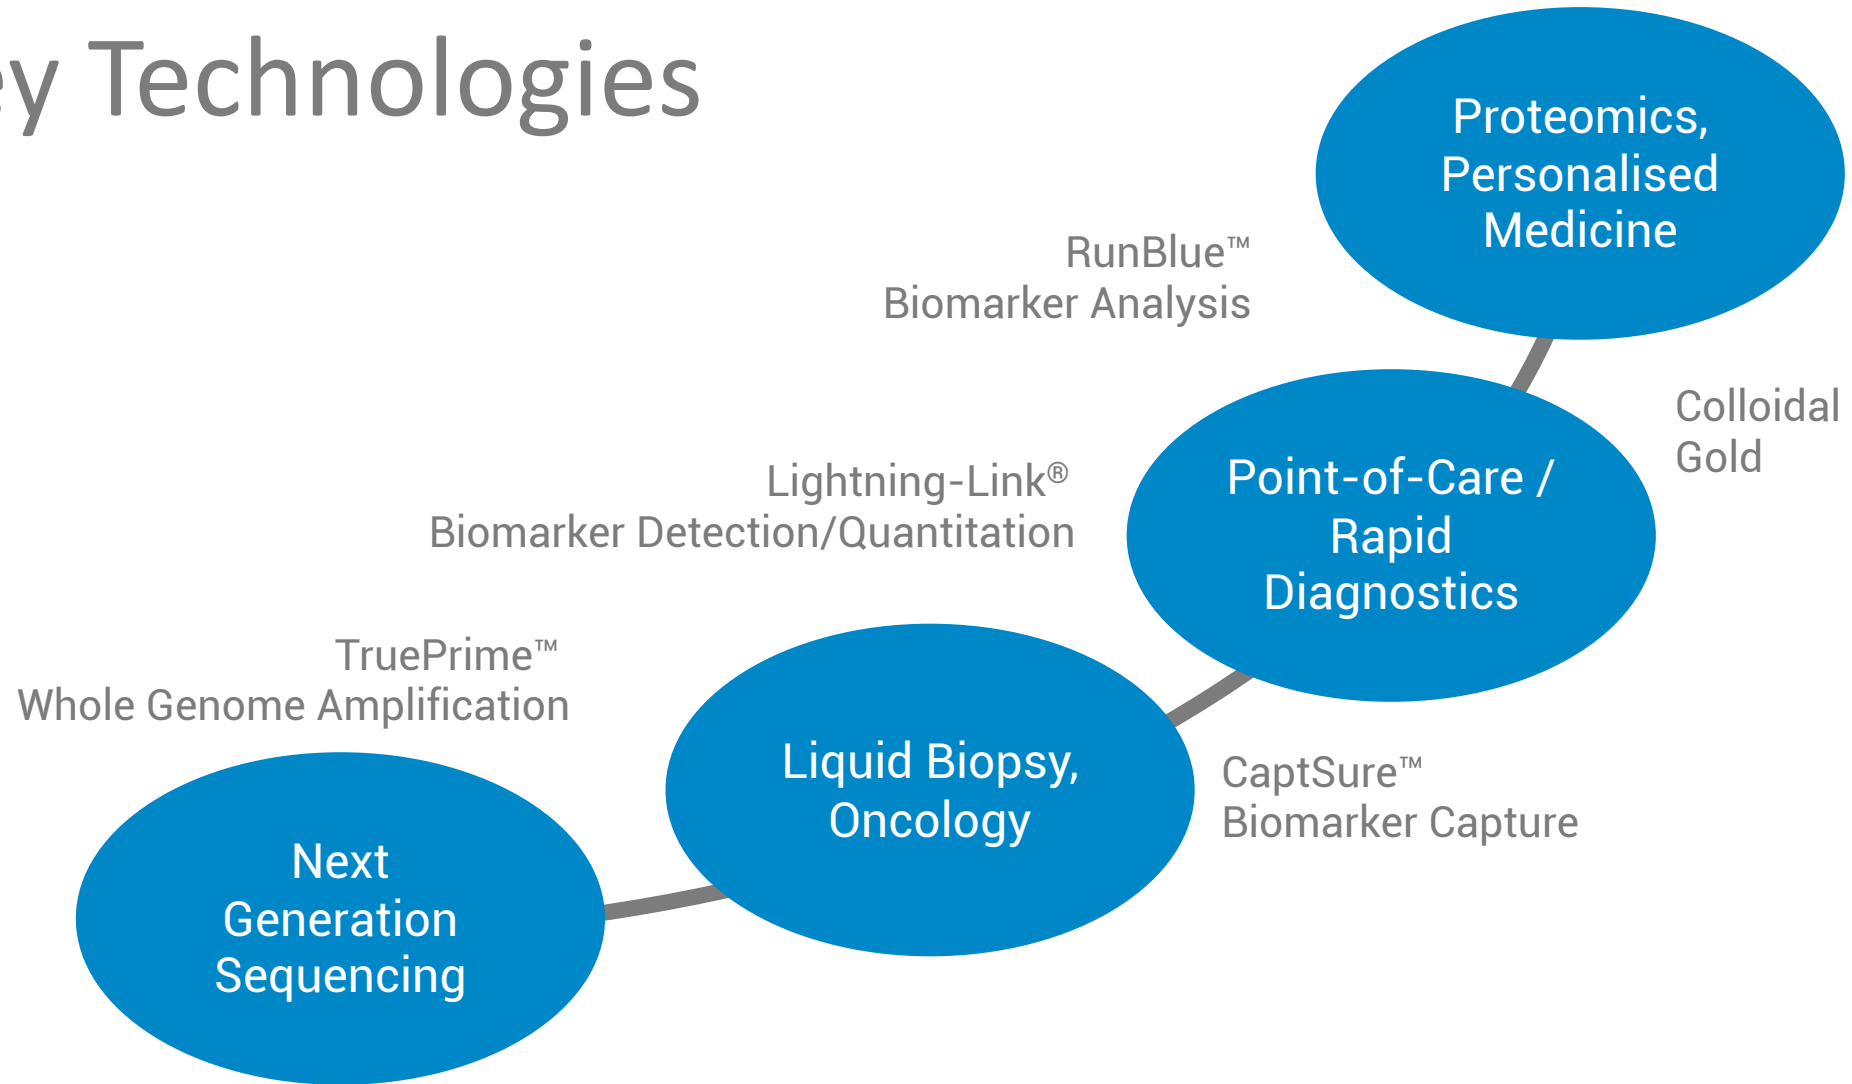 ey Technologies
Proteomics,
Personalised
Medicine
RunBlue™
Biomarker Analysis
Colloidal
Gold
Point-of-Care /
Rapid
Diagnostics
Lightning-Link®
Biomarker Detection/Quantitation
TruePrime™
Whole Genome Amplification
Liquid Biopsy,
Oncology
CaptSure™
Biomarker Capture
Next
Generation
Sequencing